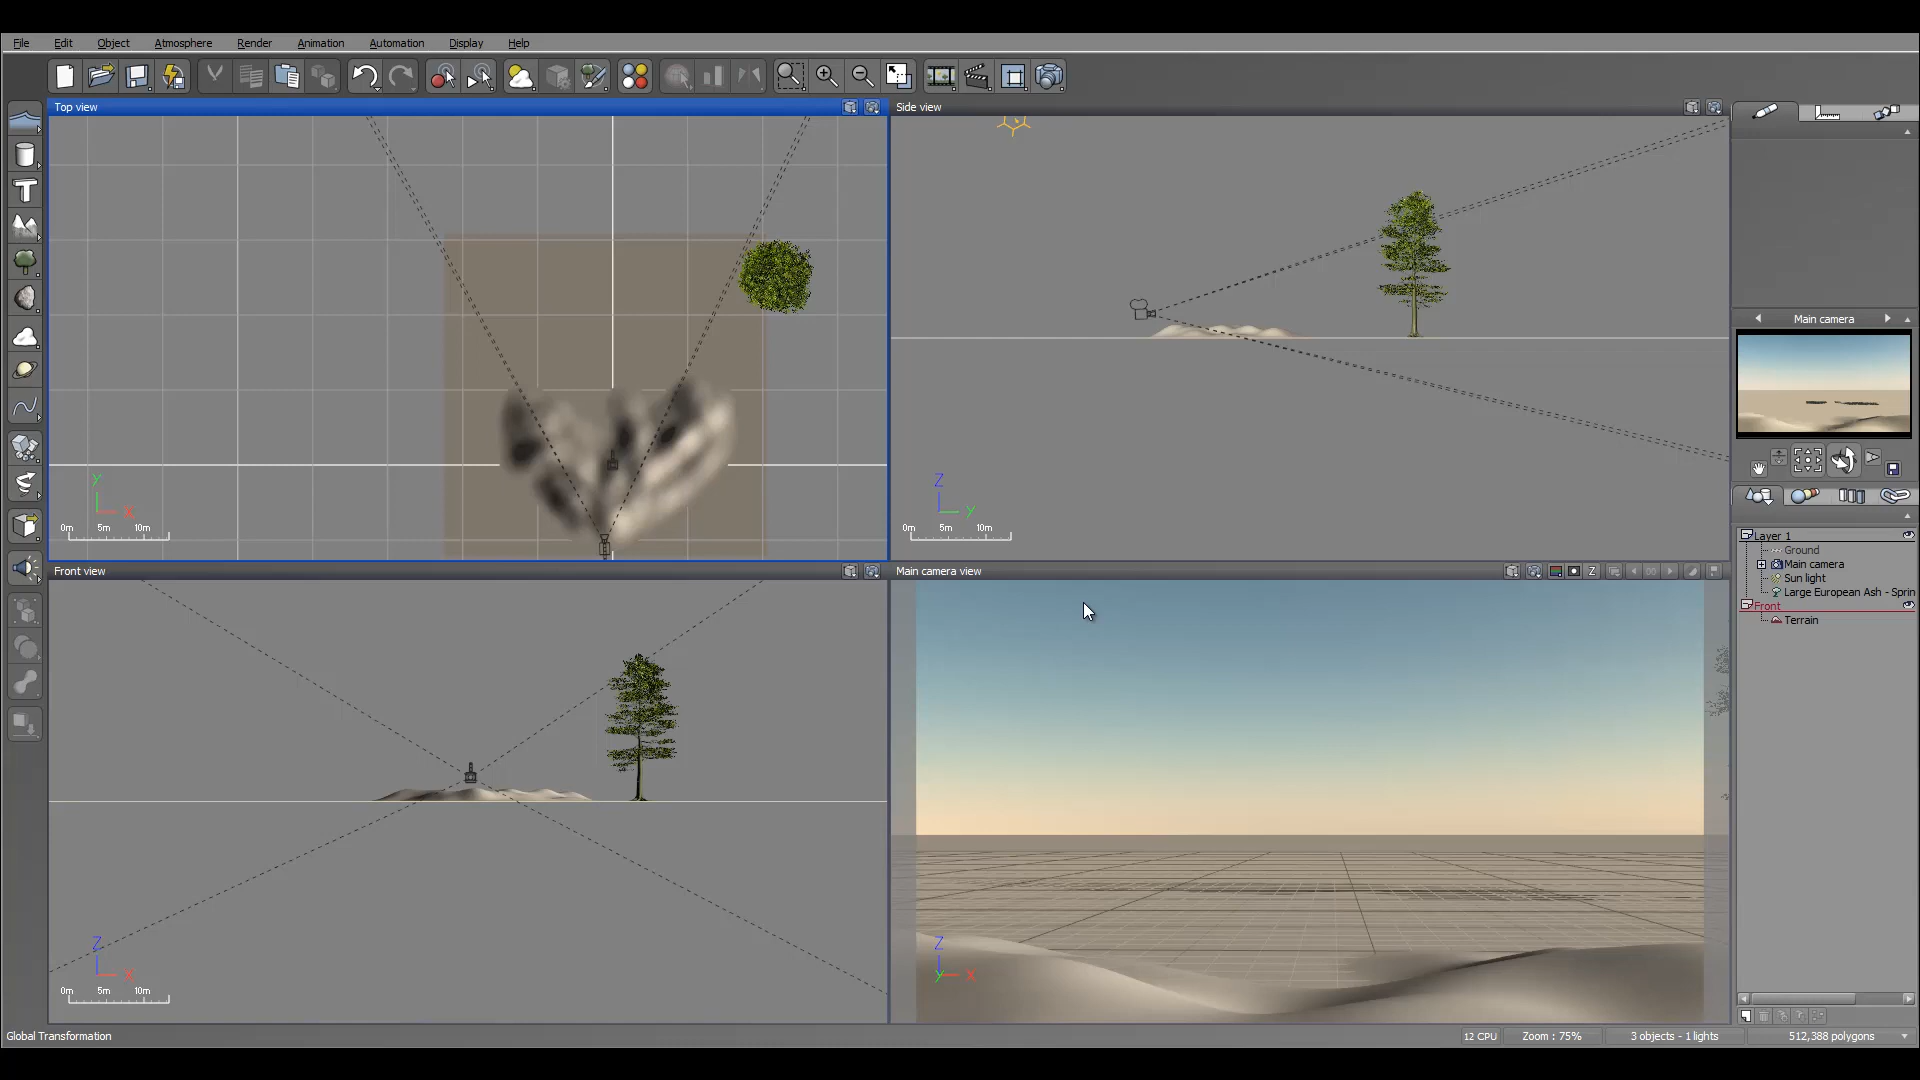 File Edit Object Atmosphere Render Animation Automation Display Help
Top view
Side view
Y
X
0m 5m 10m
Z
Y
0m 5m 10m
Main camera
Layer 1
Ground
Main camera
Sun light
Large European Ash - Sprin
Front
Terrain
Front view
Main camera view
Z
Z
X
0m 5m 10m
Z
Y X
Global Transformation
12 CPU
Zoom : 75%
3 objects - 1 lights
512,388 polygons